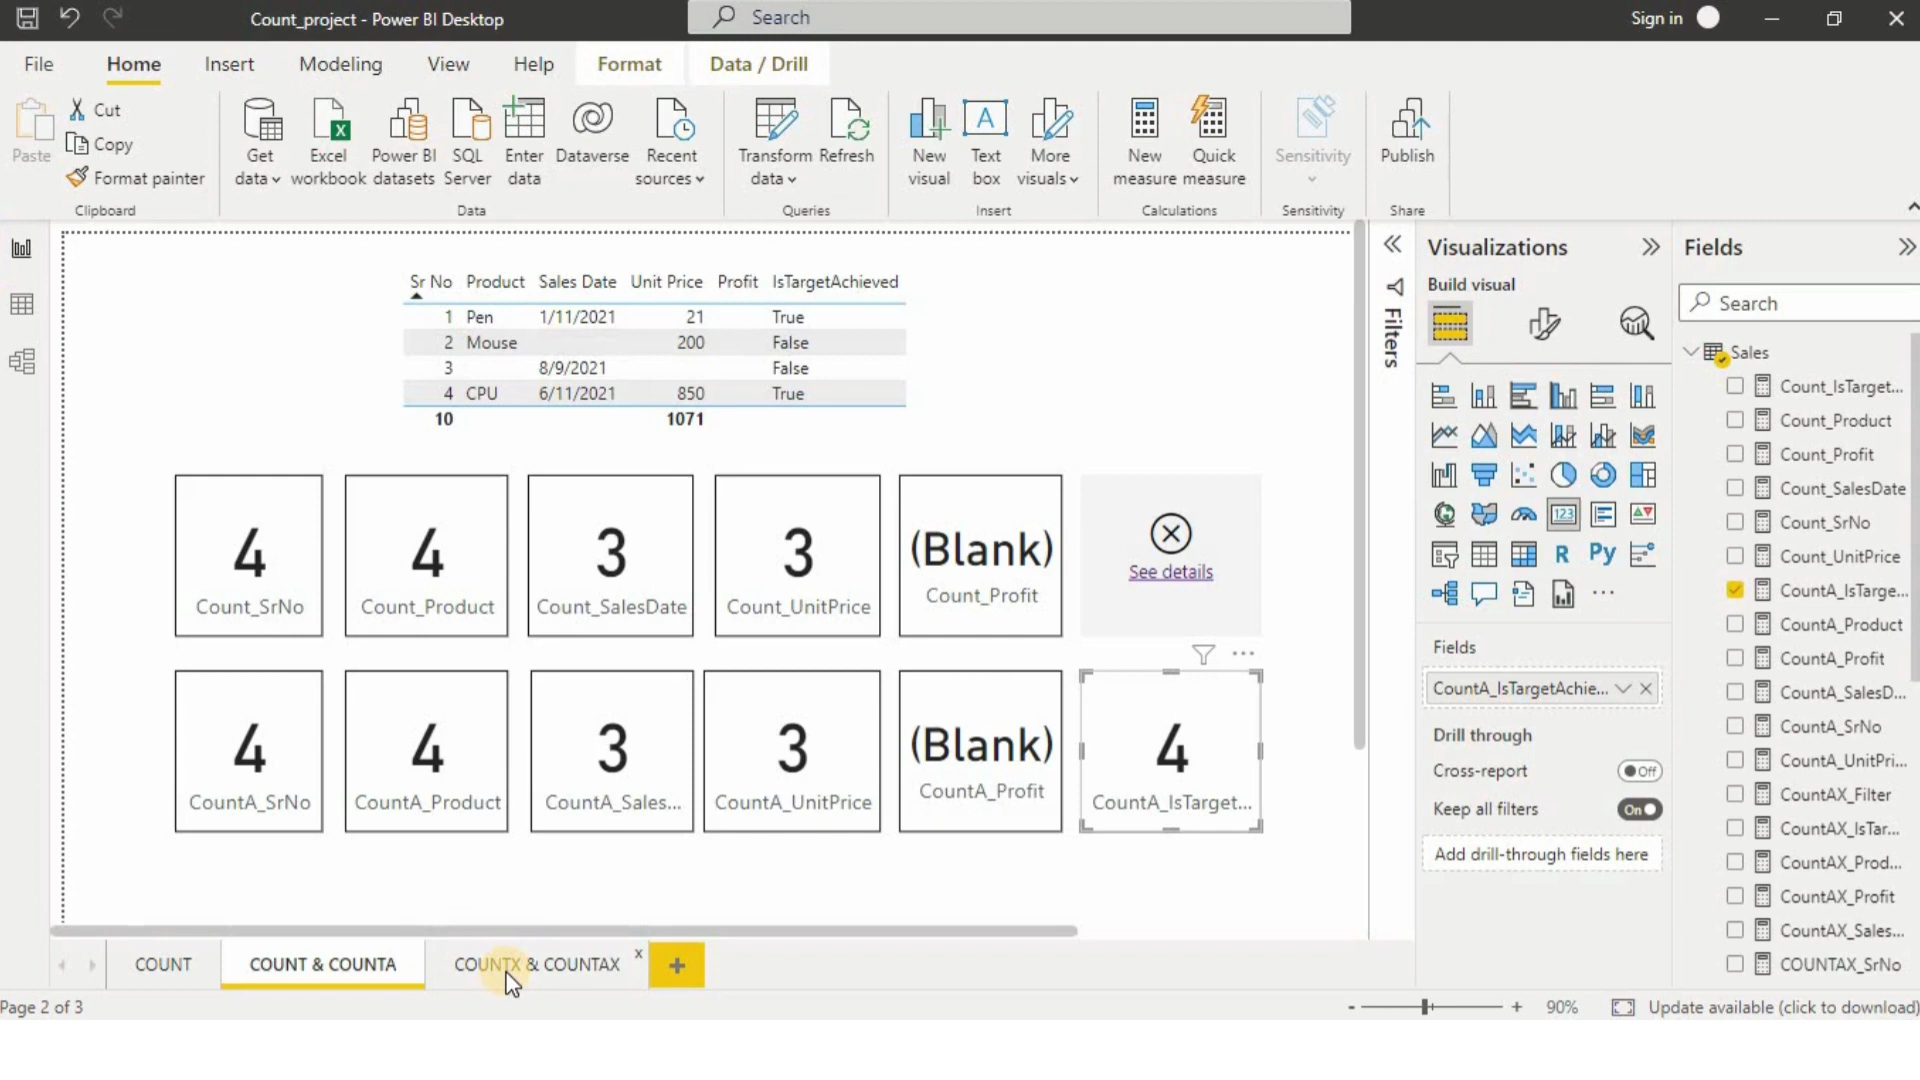 Count_project - Power BI Desktop
Search
Sign in
File
Home
Insert
Modeling
View
Help
Format
Data / Drill
Paste
Cut
Copy
Format painter
Clipboard
Get data
Excel workbook
Power BI datasets
SQL Server
Enter data
Dataverse
Recent sources
Data
Transform data
Refresh
Queries
New visual
Text box
More visuals
Insert
New measure
Quick measure
Calculations
Sensitivity
Sensitivity
Publish
Share
Sr No Product Sales Date Unit Price Profit IsTargetAchieved
1 Pen 1/11/2021 21 True
2 Mouse 200 False
3 8/9/2021 False
4 CPU 6/11/2021 850 True
10 1071
4
Count_SrNo
4
Count_Product
3
Count_SalesDate
3
Count_UnitPrice
(Blank)
Count_Profit
See details
4
CountA_SrNo
4
CountA_Product
3
CountA_Sales...
3
CountA_UnitPrice
(Blank)
CountA_Profit
4
CountA_IsTarget...
Filters
Visualizations
Build visual
123
R
Py
Fields
CountA_IsTargetAchie...
Drill through
Cross-report
Off
Keep all filters
On
Add drill-through fields here
Fields
Search
Sales
Count_IsTarget...
Count_Product
Count_Profit
Count_SalesDate
Count_SrNo
Count_UnitPrice
CountA_IsTarge...
CountA_Product
CountA_Profit
CountA_SalesD...
CountA_SrNo
CountA_UnitPri...
CountAX_Filter
CountAX_IsTar...
CountAX_Prod...
CountAX_Profit
CountAX_Sales...
COUNTAX_SrNo
COUNT
COUNT & COUNTA
COUNTX & COUNTAX
x
+
Page 2 of 3
- + 90%
Update available (click to download)